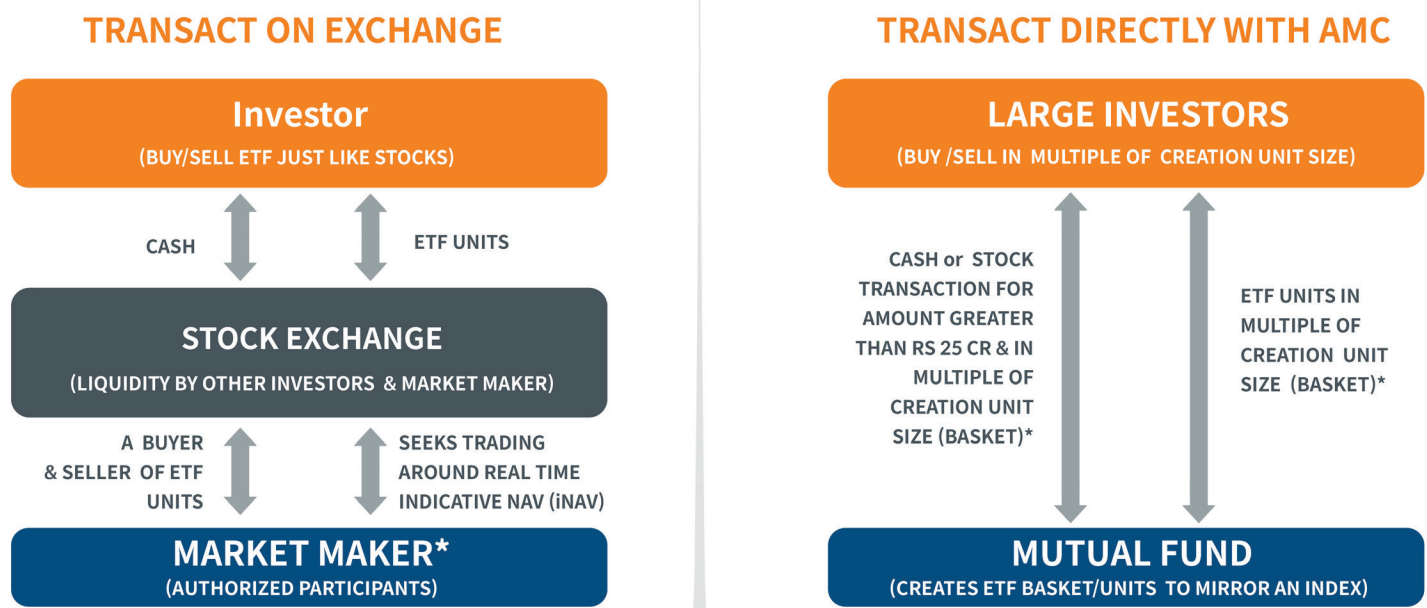 TRANSACT ON EXCHANGE
Investor
(BUY/SELL ETF JUST LIKE STOCKS)
CASH
ETF UNITS
STOCK EXCHANGE
(LIQUIDITY BY OTHER INVESTORS & MARKET MAKER)
A BUYER
& SELLER OF ETF
UNITS
SEEKS TRADING
AROUND REAL TIME
INDICATIVE NAV (iNAV)
MARKET MAKER*
(AUTHORIZED PARTICIPANTS)
TRANSACT DIRECTLY WITH AMC
LARGE INVESTORS
(BUY /SELL IN MULTIPLE OF CREATION UNIT SIZE)
CASH or STOCK
TRANSACTION FOR
AMOUNT GREATER
THAN RS 25 CR & IN
MULTIPLE OF
CREATION UNIT
SIZE (BASKET)*
ETF UNITS IN
MULTIPLE OF
CREATION UNIT
SIZE (BASKET)*
MUTUAL FUND
(CREATES ETF BASKET/UNITS TO MIRROR AN INDEX)